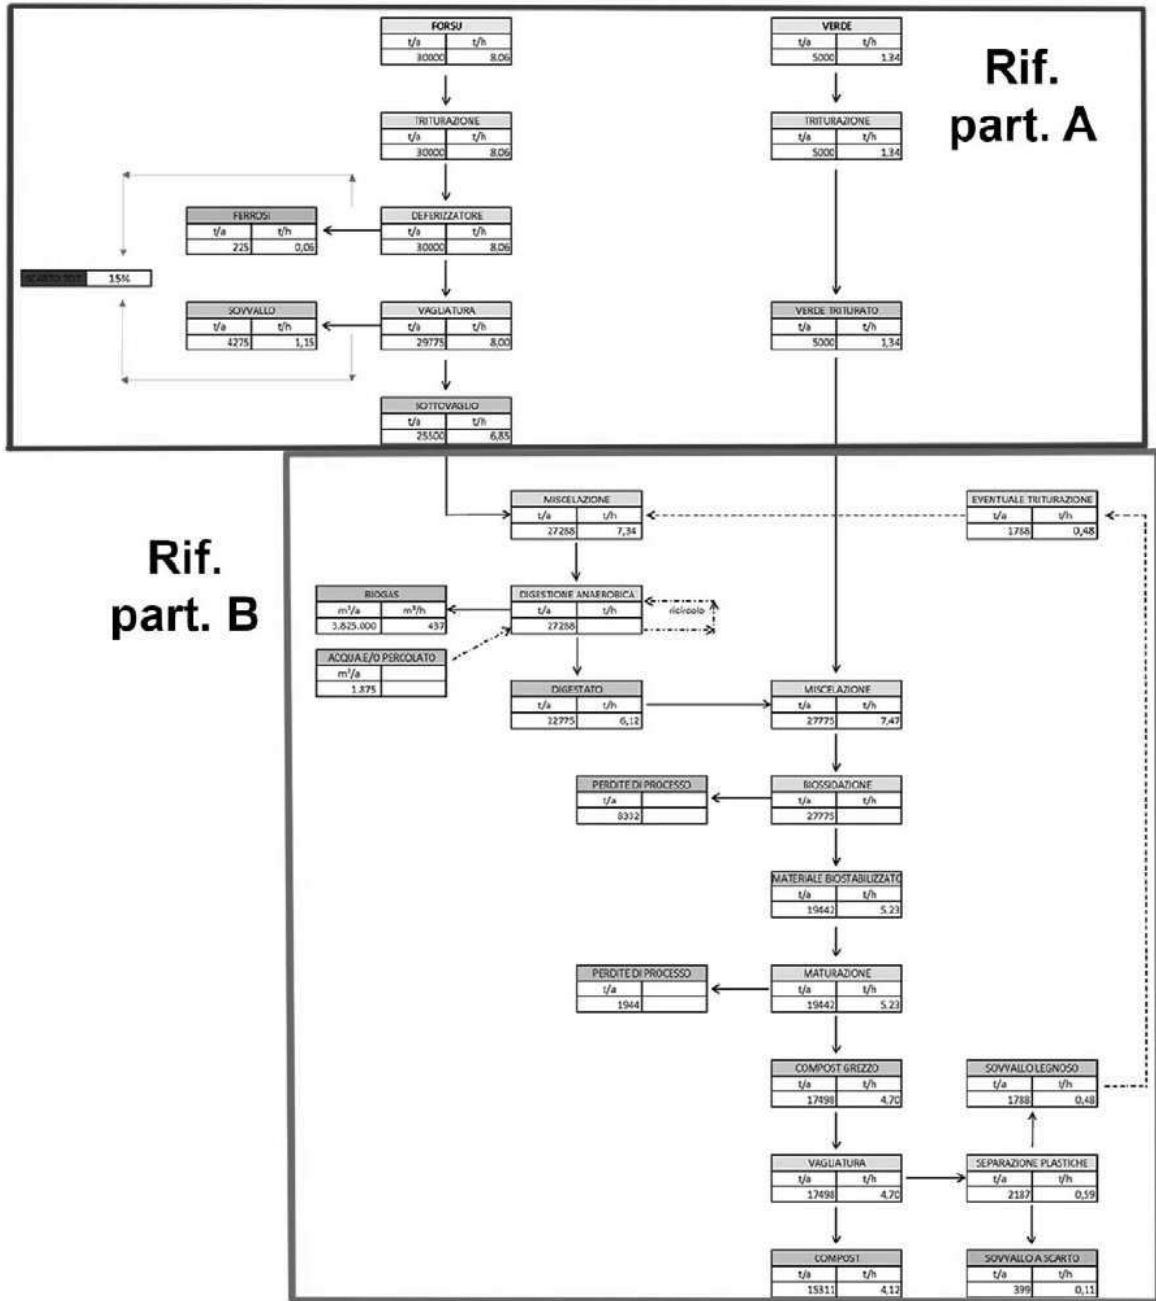 FORSU
t/a t/h
30000 8.06
VERDE
t/a t/h
5000 1.34
Rif.
part. A
TRITURAZIONE
t/a t/h
30000 8.06
TRITURAZIONE
t/a t/h
5000 1.34
FERROSI
t/a t/h
225 0,06
DEFERIZZATORE
t/a t/h
30000 8.06
15%
SOVVALLO
t/a t/h
4275 1,15
VAGLIATURA
t/a t/h
29775 8,00
VERDE TRITURATO
t/a t/h
5000 1,34
SOTTOVAGLIO
t/a t/h
25500 6,85
Rif.
part. B
MISCELAZIONE
t/a t/h
27288 7,34
EVENTUALE TRITURAZIONE
t/a t/h
1788 0,48
BIOGAS
m³/a m³/h
3.825.000 437
DIGESTIONE ANAEROBICA
t/a t/h
27288
ricircolo
ACQUA E/O PERCOLATO
m³/a
1.875
DIGESTATO
t/a t/h
22775 6,12
MISCELAZIONE
t/a t/h
27775 7,47
PERDITE DI PROCESSO
t/a
8332
BIOSSIDAZIONE
t/a t/h
27775
MATERIALE BIOSTABILIZZATO
t/a t/h
19442 5,23
PERDITE DI PROCESSO
t/a
1944
MATURAZIONE
t/a t/h
19442 5,23
COMPOST GREZZO
t/a t/h
17498 4,70
SOVVALLO LEGNOSO
t/a t/h
1788 0,48
VAGLIATURA
t/a t/h
17498 4,70
SEPARAZIONE PLASTICHE
t/a t/h
2187 0,59
COMPOST
t/a t/h
15311 4,12
SOVVALLO A SCARTO
t/a t/h
399 0,11